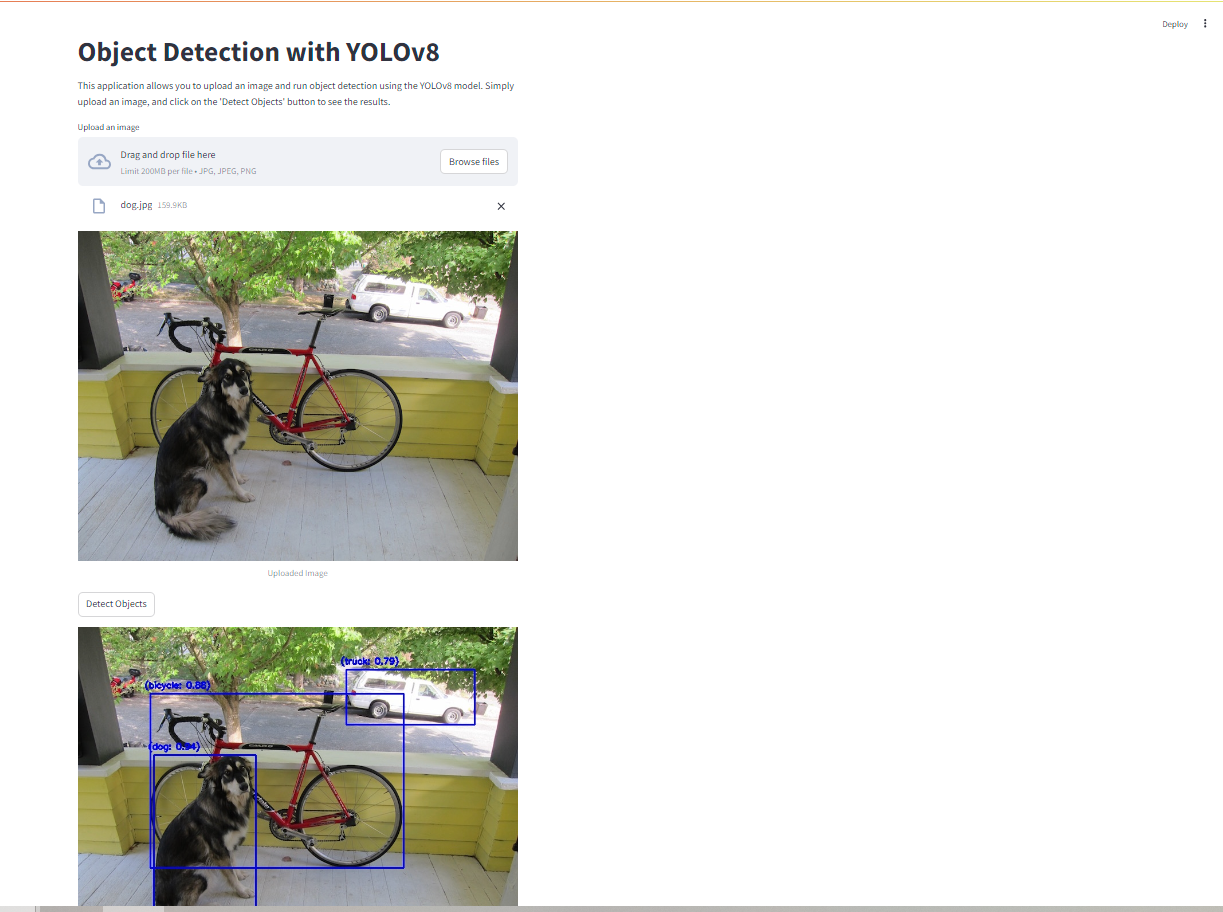 Deploy
Object Detection with YOLOv8
This application allows you to upload an image and run object detection using the YOLOv8 model. Simply
upload an image, and click on the 'Detect Objects' button to see the results.
Upload an image
Drag and drop file here
Limit 200MB per file • JPG, JPEG, PNG
Browse files
dog.jpg 159.9KB
Uploaded Image
Detect Objects
(truck: 0.79)
(bicycle: 0.88)
(dog: